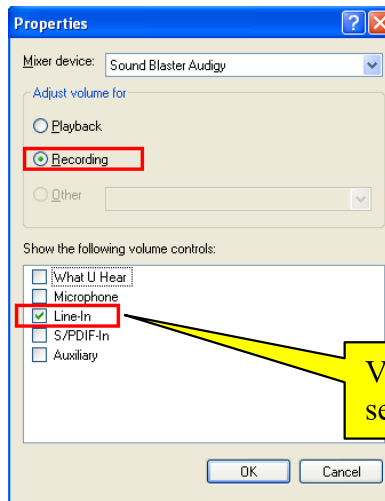 Properties
Mixer device: Sound Blaster Audigy
Adjust volume for
Playback
Recording
Other
Show the following volume controls:
What U Hear
Microphone
Line-In
S/PDIF-In
Auxiliary
V
se
OK Cancel